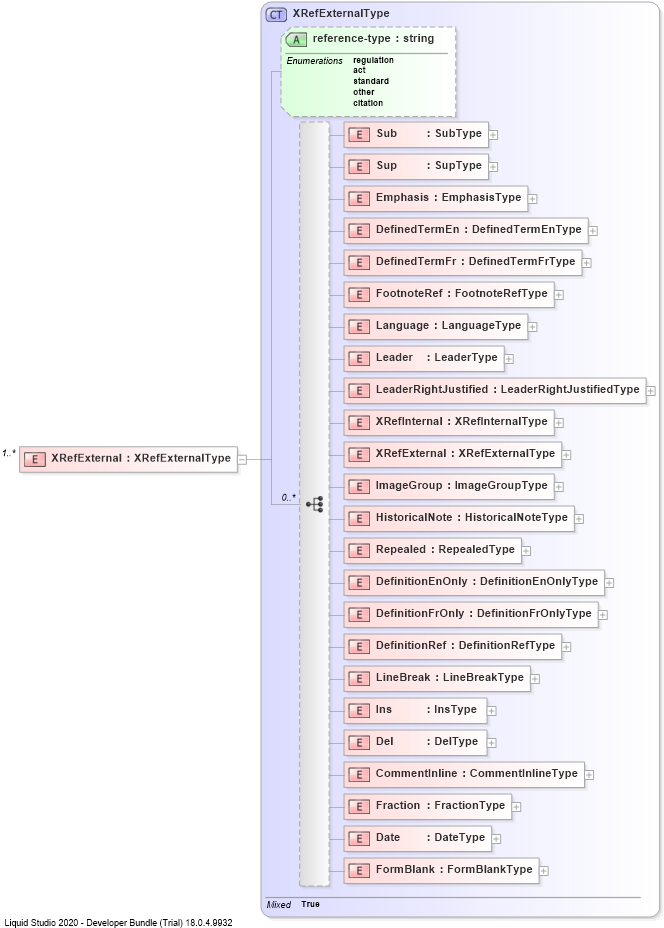 CT XRefExternalType
A reference-type : string
Enumerations regulation
act
standard
other
citation
E Sub : SubType
E Sup : SupType
E Emphasis : EmphasisType
E DefinedTermEn : DefinedTermEnType
E DefinedTermFr : DefinedTermFrType
E FootnoteRef : FootnoteRefType
E Language : LanguageType
E Leader : LeaderType
E LeaderRightJustified : LeaderRightJustifiedType
E XRefInternal : XRefInternalType
1..* E XRefExternal : XRefExternalType
E XRefExternal : XRefExternalType
E ImageGroup : ImageGroupType
0..*
E HistoricalNote : HistoricalNoteType
E Repealed : RepealedType
E DefinitionEnOnly : DefinitionEnOnlyType
E DefinitionFrOnly : DefinitionFrOnlyType
E DefinitionRef : DefinitionRefType
E LineBreak : LineBreakType
E Ins : InsType
E Del : DelType
E CommentInline : CommentInlineType
E Fraction : FractionType
E Date : DateType
E FormBlank : FormBlankType
Mixed True
Liquid Studio 2020 - Developer Bundle (Trial) 18.0.4.9932